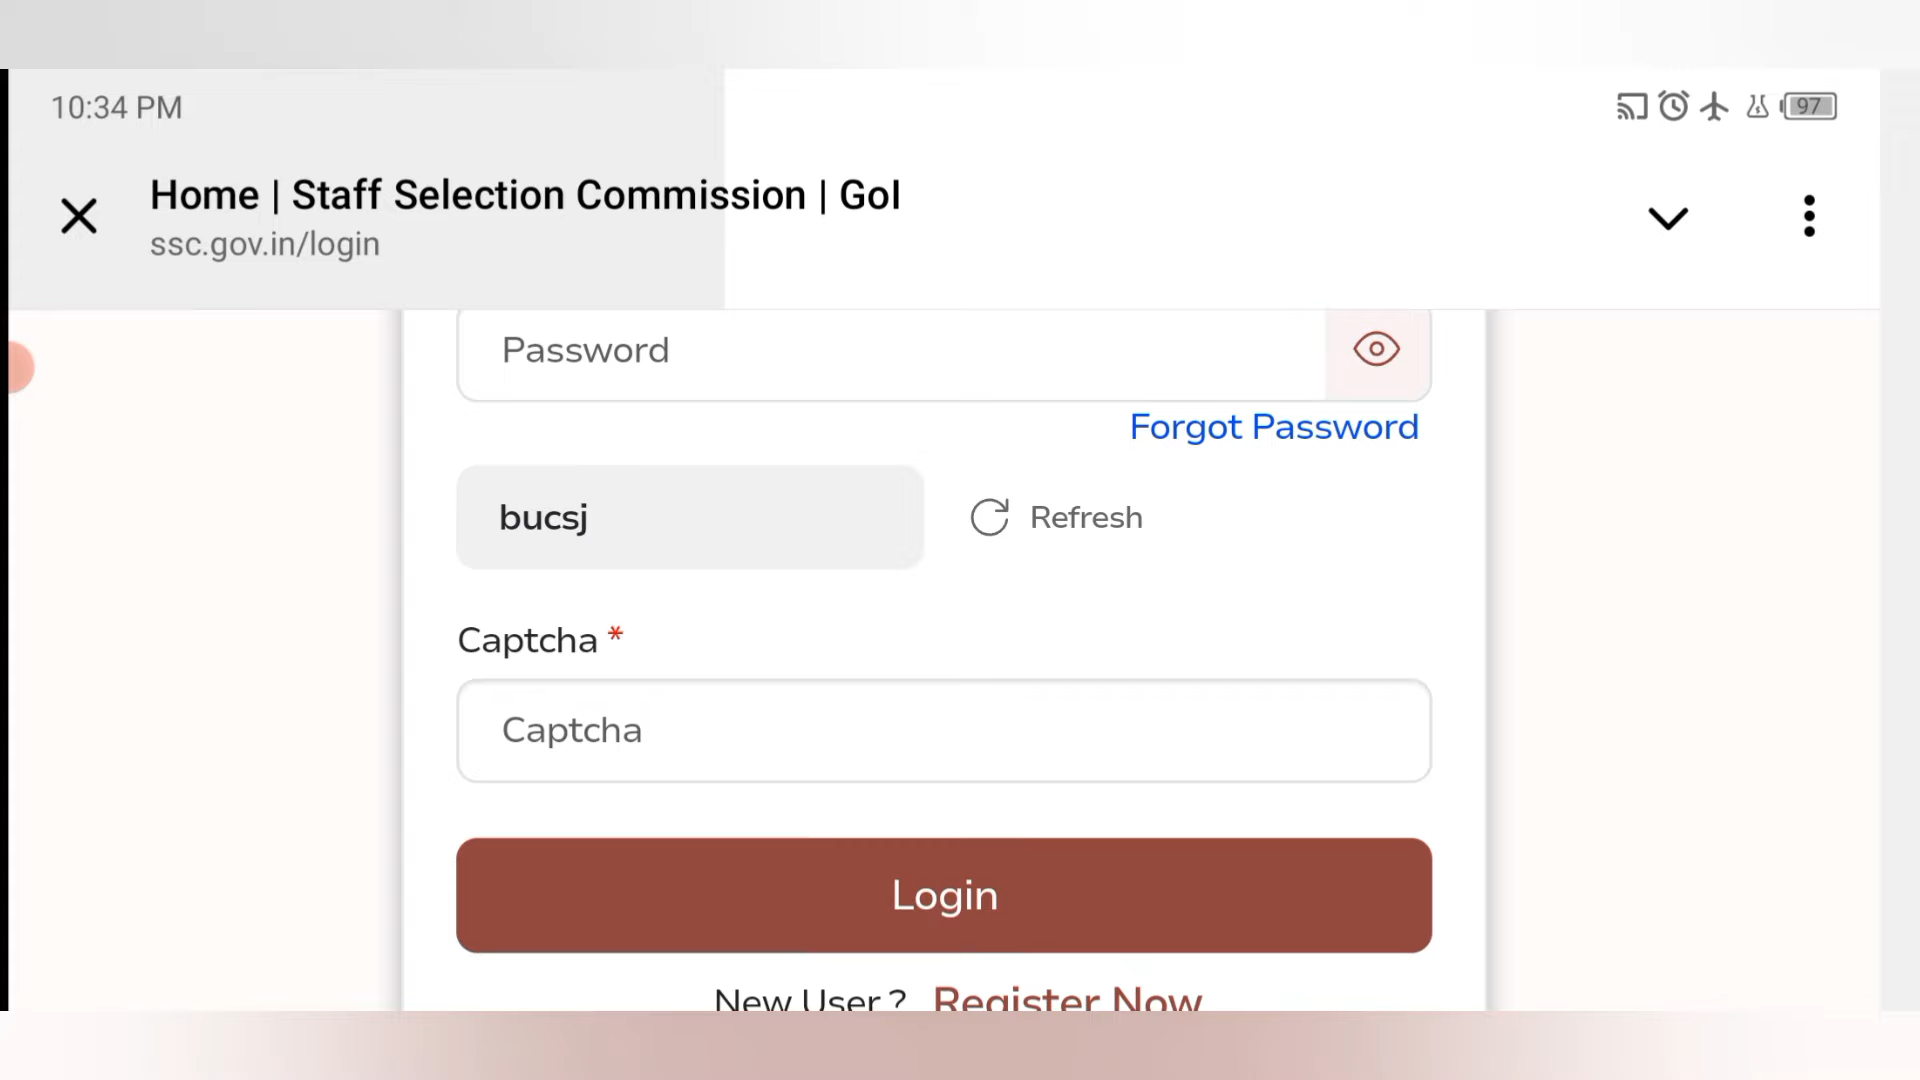 10:34 PM
97
Home | Staff Selection Commission | GoI
ssc.gov.in/login
Password
Forgot Password
bucsj
Refresh
Captcha *
Captcha
Login
New User ? Register Now